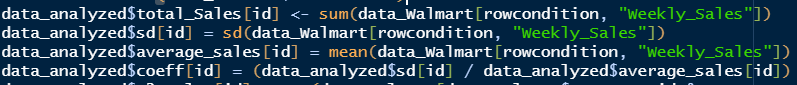 data_analyzed$total_Sales[id] <- sum(data_Walmart[rowcondition, "Weekly_Sales"])
data_analyzed$sd[id] = sd(data_Walmart[rowcondition, "Weekly_Sales"])
data_analyzed$average_sales[id] = mean(data_Walmart[rowcondition, "Weekly_Sales"])
data_analyzed$coeff[id] = (data_analyzed$sd[id] / data_analyzed$average_sales[id])